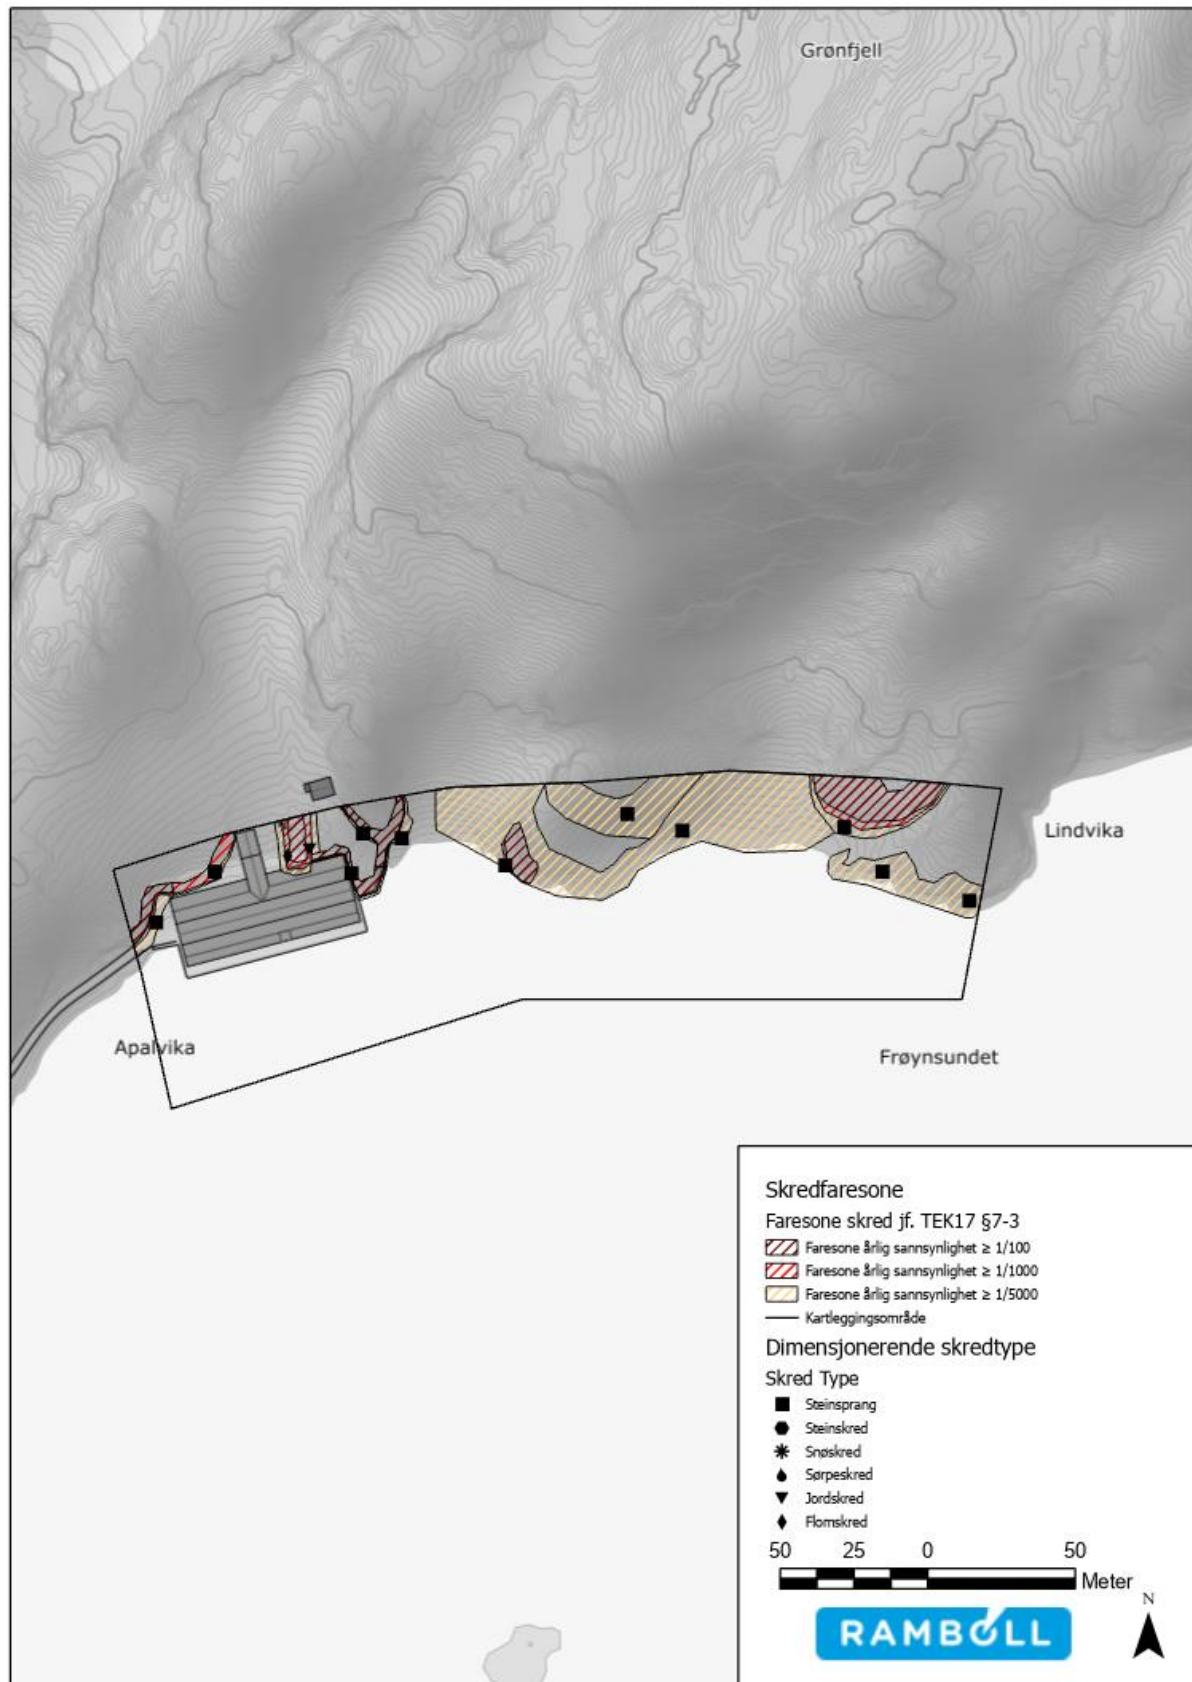 Grønfjell
Lindvika
Apalvika
Frøynsundet
Skredfaresone
Faresone skred jf. TEK17 §7-3
Faresone årlig sannsynlighet ≥ 1/100
Faresone årlig sannsynlighet ≥ 1/1000
Faresone årlig sannsynlighet ≥ 1/5000
Kartleggingsområde
Dimensjonerende skredtype
Skred Type
Steinsprang
Steinskred
Snøskred
Sørpeskred
Jordskred
Flomskred
50 25 0 50
Meter
N
RAMBOLL